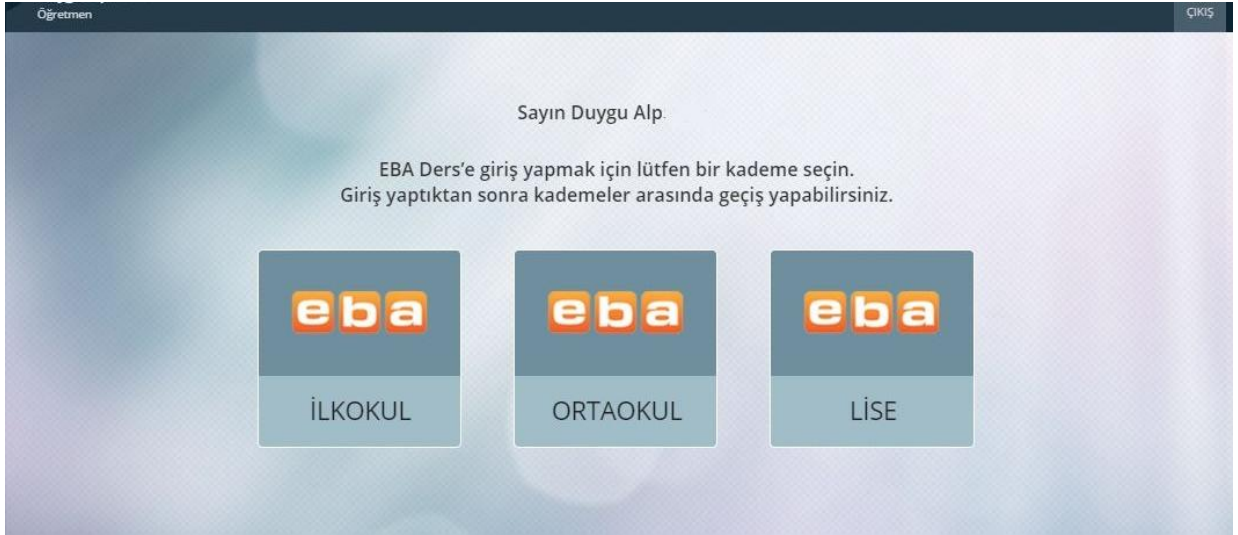 Öğretmen
ÇIKIŞ
Sayın Duygu Alp
EBA Ders'e giriş yapmak için lütfen bir kademe seçin.
Giriş yaptıktan sonra kademeler arasında geçiş yapabilirsiniz.
eba eba eba
İLKOKUL ORTAOKUL LİSE